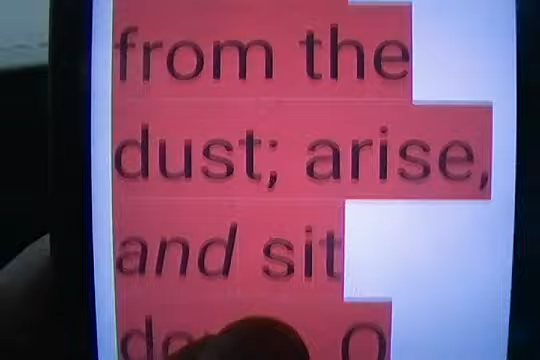 from the
dust; arise,
and sit
O